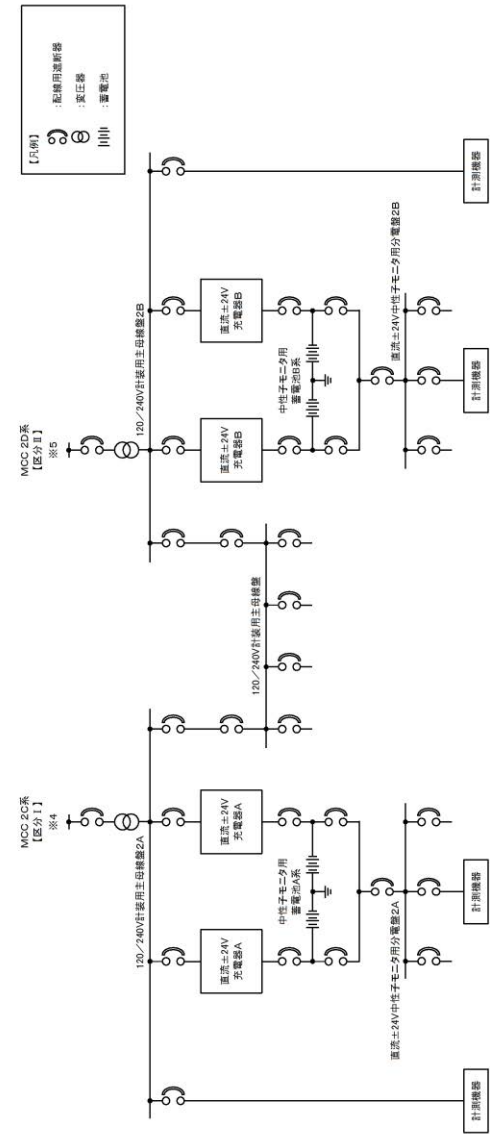 【凡例】
:配線用遮断器
:変圧器
:蓄電池
MCC 2C系
【区分Ⅰ】
※4
MCC 2D系
【区分Ⅱ】
※5
120/240V計装用主母線盤2A
120/240V計装用主母線盤2B
120/240V計装用主母線盤
直流±24V
充電器A
直流±24V
充電器A
直流±24V
充電器B
直流±24V
充電器B
中性子モニタ用
蓄電池A系
中性子モニタ用
蓄電池B系
直流±24V中性子モニタ用分電盤2A
直流±24V中性子モニタ用分電盤2B
計測機器
計測機器
計測機器
計測機器